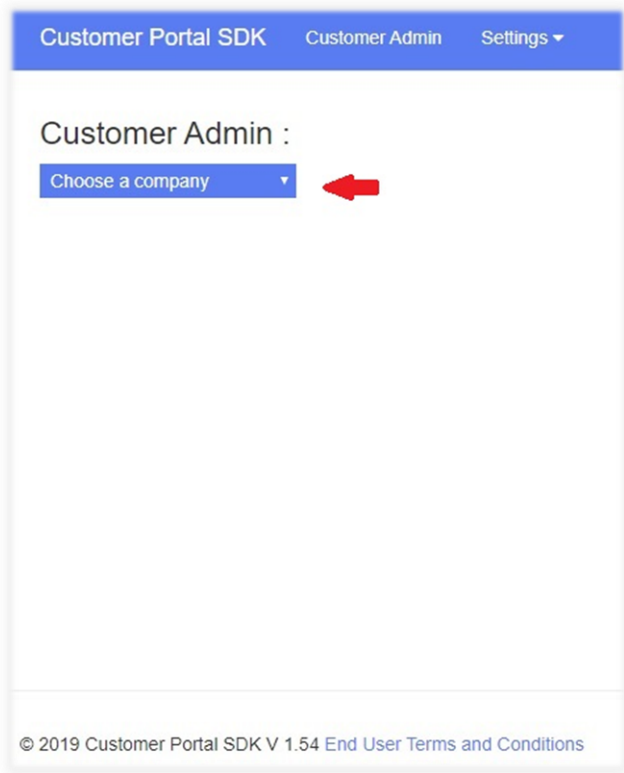 Customer Portal SDK Customer Admin Settings
Customer Admin :
Choose a company
© 2019 Customer Portal SDK V 1.54 End User Terms and Conditions